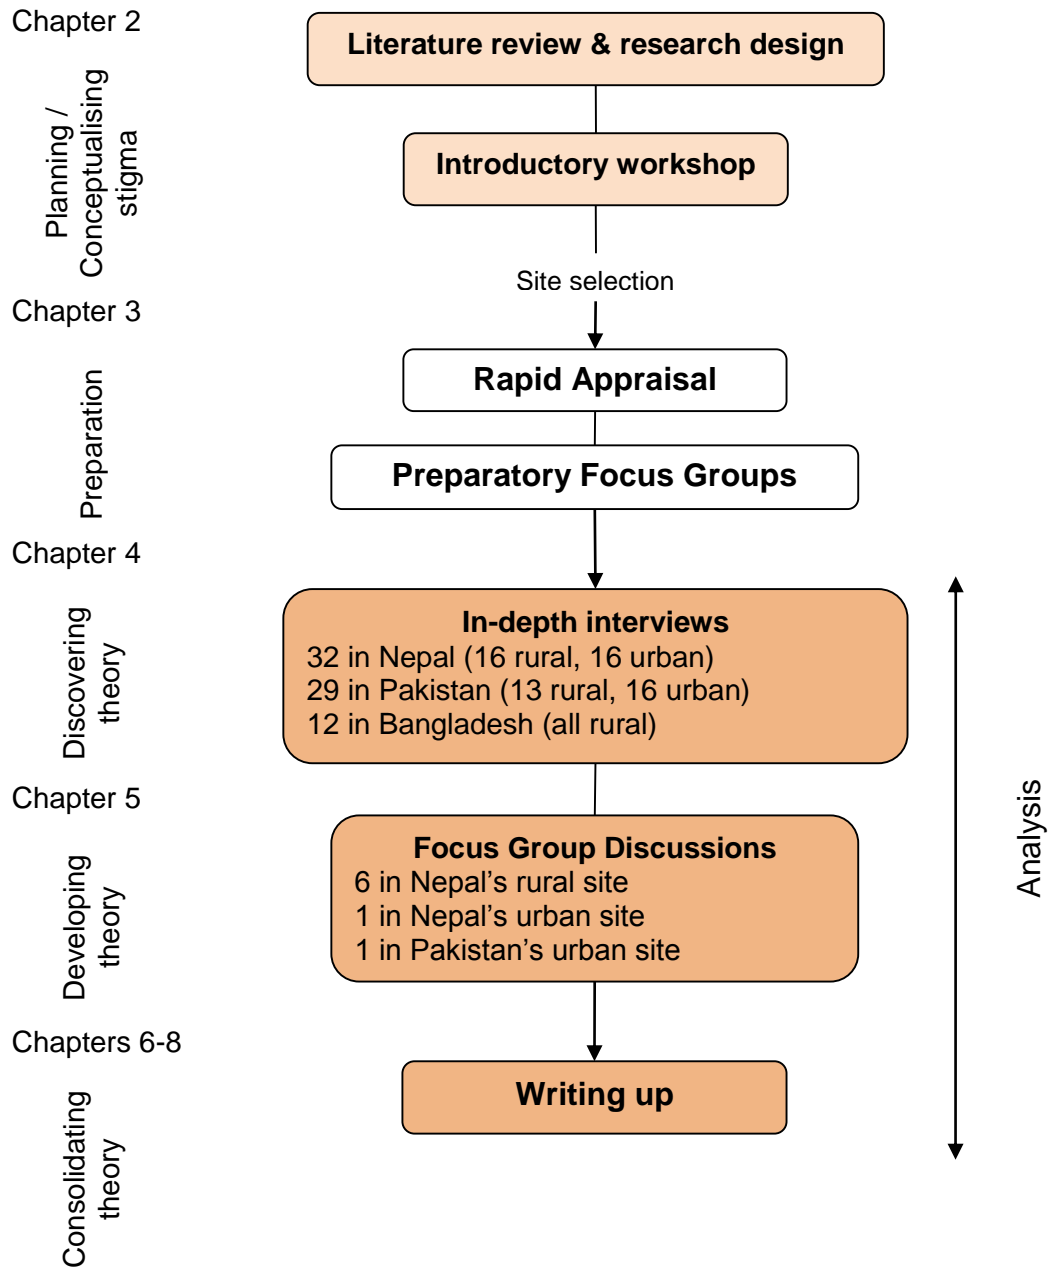 Chapter 2
Literature review & research design
Planning /
Conceptualising
stigma
Introductory workshop
Site selection
Chapter 3
Preparation
Rapid Appraisal
Preparatory Focus Groups
Chapter 4
Discovering
theory
In-depth interviews
32 in Nepal (16 rural, 16 urban)
29 in Pakistan (13 rural, 16 urban)
12 in Bangladesh (all rural)
Analysis
Chapter 5
Developing
theory
Focus Group Discussions
6 in Nepal’s rural site
1 in Nepal’s urban site
1 in Pakistan’s urban site
Chapters 6-8
Consolidating
theory
Writing up